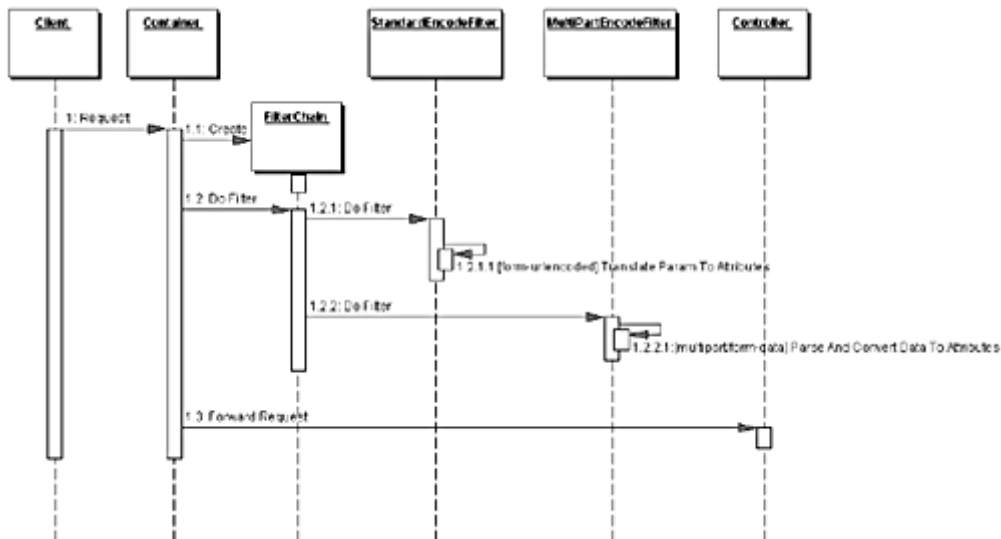 Client
Container
StandardEncodeFilter
MultiPartEncodeFilter
Controller
FilterChain
1: Request
1.1: Create
1.2: Do Filter
1.2.1: Do Filter
1.2.1.1:[form-urlencoded] Translate Param To Attributes
1.2.2: Do Filter
1.2.2.1:[multipart/form-data] Parse And Convert Data To Attributes
1.3: Forward Request